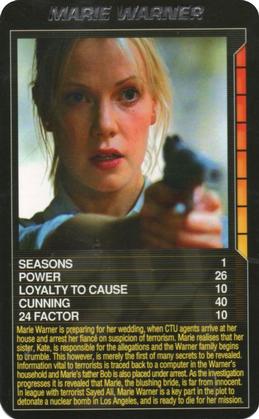 MARIE WARNER
SEASONS 1
POWER 26
LOYALTY TO CAUSE 10
CUNNING 40
24 FACTOR 10
Marie Warner is preparing for her wedding, when CTU agents arrive at her
house and arrest her fiancé on suspicion of terrorism. Marie realises that her
sister, Kate, is responsible for the allegations and the Warner family begins
to crumble. This however, is merely the first of many secrets to be revealed.
Information vital to terrorists is traced back to a computer in the Warner's
household and Marie's father Bob is also placed under arrest. As the investigation
progresses it is revealed that Marie, the blushing bride, is far from innocent.
In league with terrorist Sayed Ali, Marie Warner is a key part in the plot to
detonate a nuclear bomb in Los Angeles, and is ready to die for her mission.